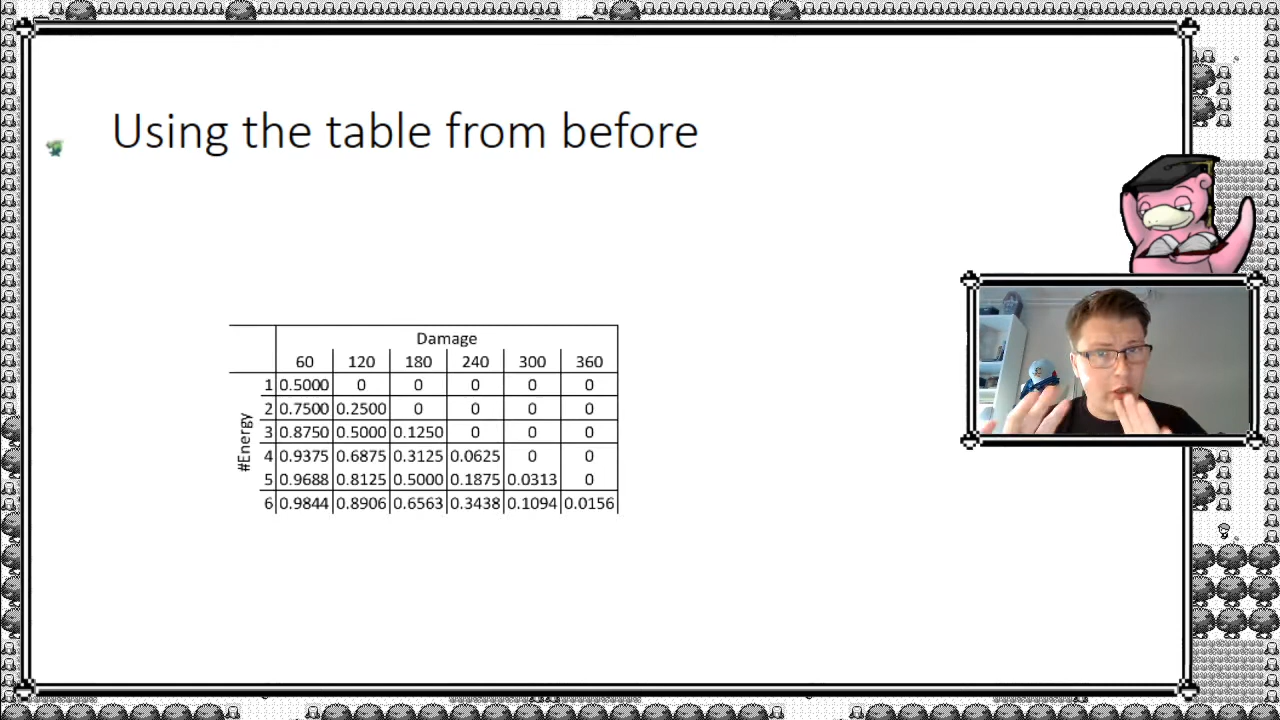 Using the table from before
Damage
60 120 180 240 300 360
#Energy
1 0.5000 0 0 0 0 0
2 0.7500 0.2500 0 0 0 0
3 0.8750 0.5000 0.1250 0 0 0
4 0.9375 0.6875 0.3125 0.0625 0 0
5 0.9688 0.8125 0.5000 0.1875 0.0313 0
6 0.9844 0.8906 0.6563 0.3438 0.1094 0.0156